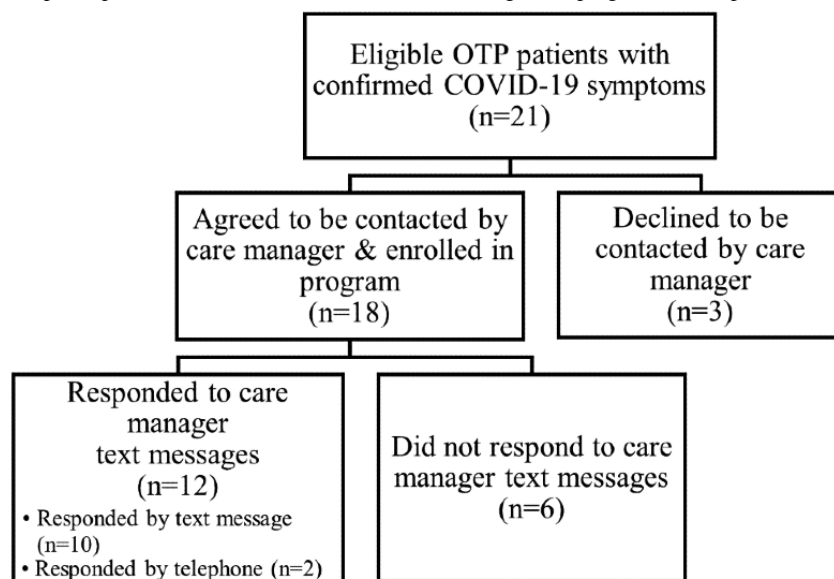 Eligible OTP patients with
confirmed COVID-19 symptoms
(n=21)
Agreed to be contacted by
care manager & enrolled in
program
(n=18)
Declined to be
contacted by care
manager
(n=3)
Responded to care
manager
text messages
(n=12)
• Responded by text message
(n=10)
• Responded by telephone (n=2)
Did not respond to care
manager text messages
(n=6)